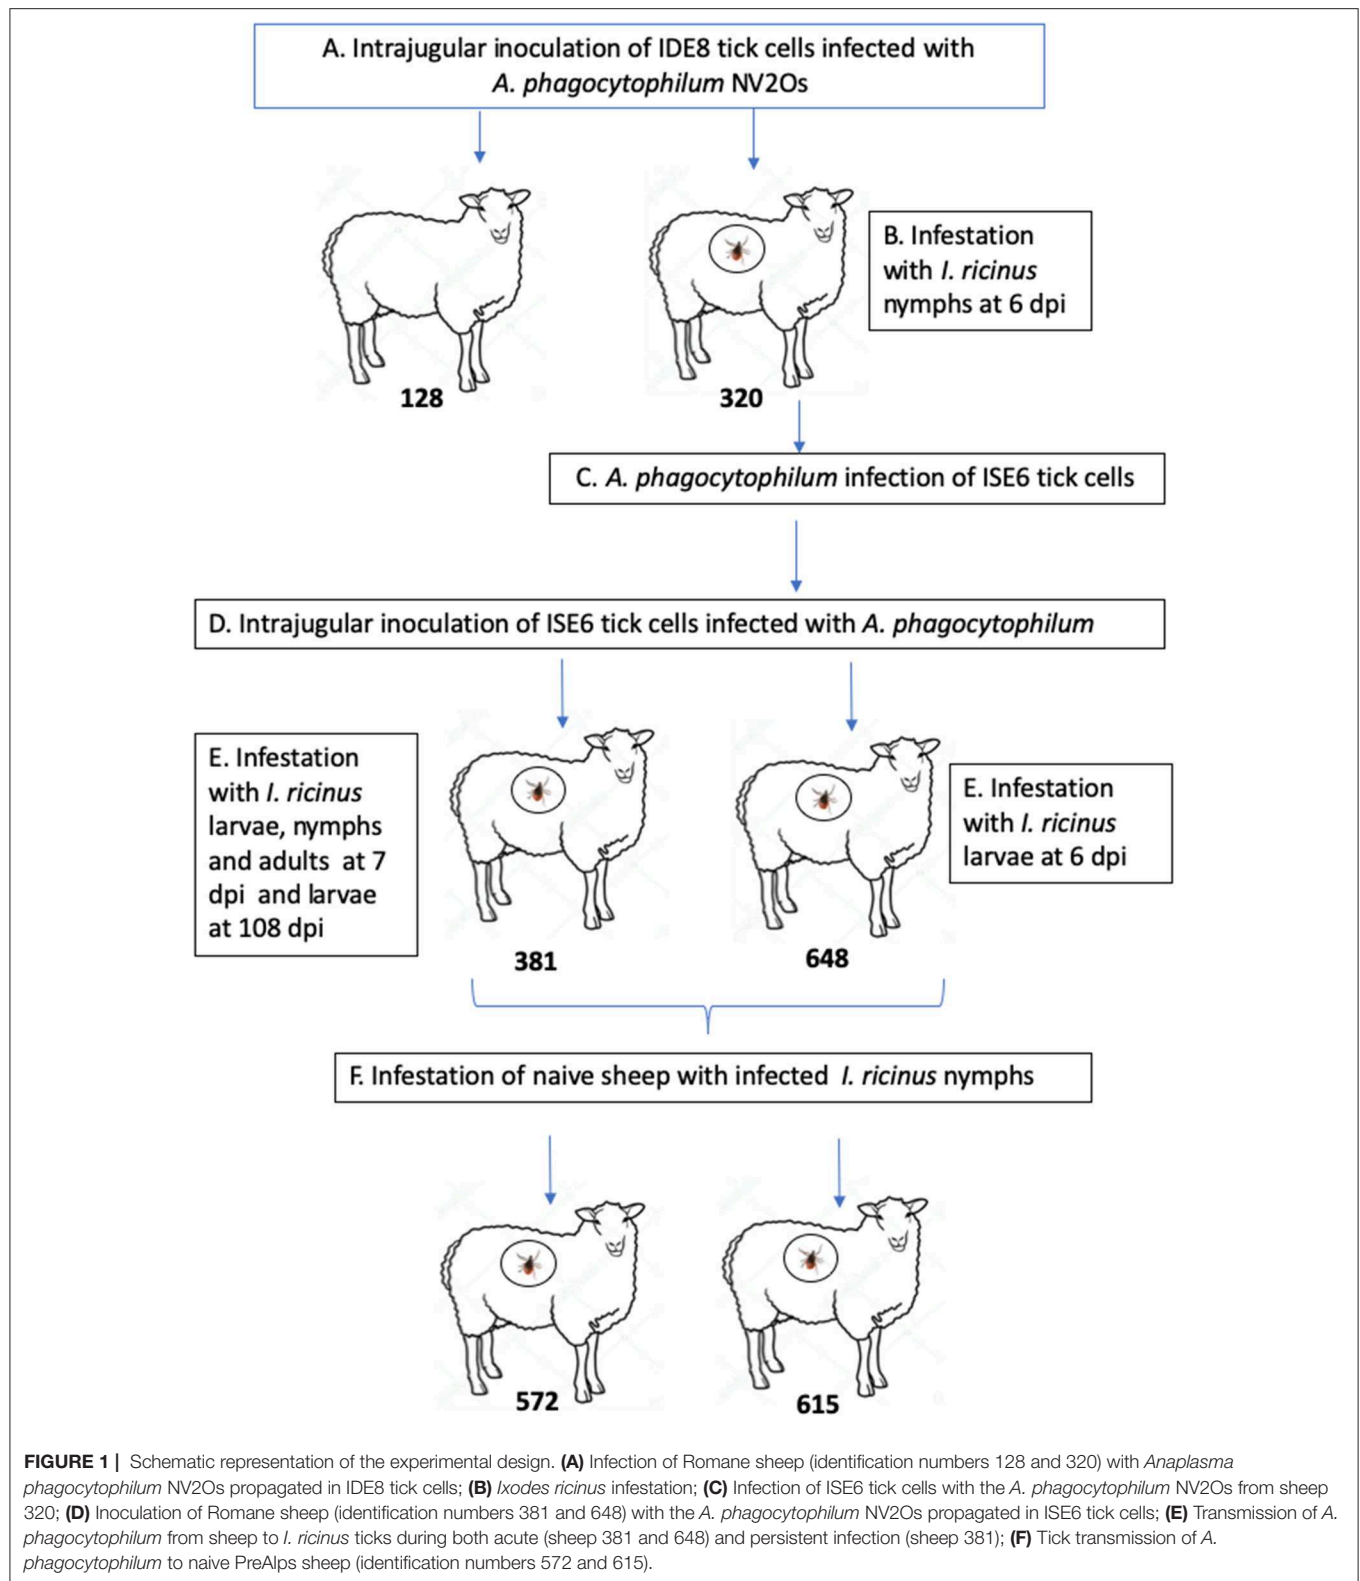 A. Intrajugular inoculation of IDE8 tick cells infected with
A. phagocytophilum NV2Os
B. Infestation
with I. ricinus
nymphs at 6 dpi
128
320
C. A. phagocytophilum infection of ISE6 tick cells
D. Intrajugular inoculation of ISE6 tick cells infected with A. phagocytophilum
E. Infestation
with I. ricinus
larvae, nymphs
and adults at 7
dpi and larvae
at 108 dpi
E. Infestation
with I. ricinus
larvae at 6 dpi
381
648
F. Infestation of naive sheep with infected I. ricinus nymphs
572
615
FIGURE 1 | Schematic representation of the experimental design. (A) Infection of Romane sheep (identification numbers 128 and 320) with Anaplasma
phagocytophilum NV2Os propagated in IDE8 tick cells; (B) Ixodes ricinus infestation; (C) Infection of ISE6 tick cells with the A. phagocytophilum NV2Os from sheep
320; (D) Inoculation of Romane sheep (identification numbers 381 and 648) with the A. phagocytophilum NV2Os propagated in ISE6 tick cells; (E) Transmission of A.
phagocytophilum from sheep to I. ricinus ticks during both acute (sheep 381 and 648) and persistent infection (sheep 381); (F) Tick transmission of A.
phagocytophilum to naive PreAlps sheep (identification numbers 572 and 615).